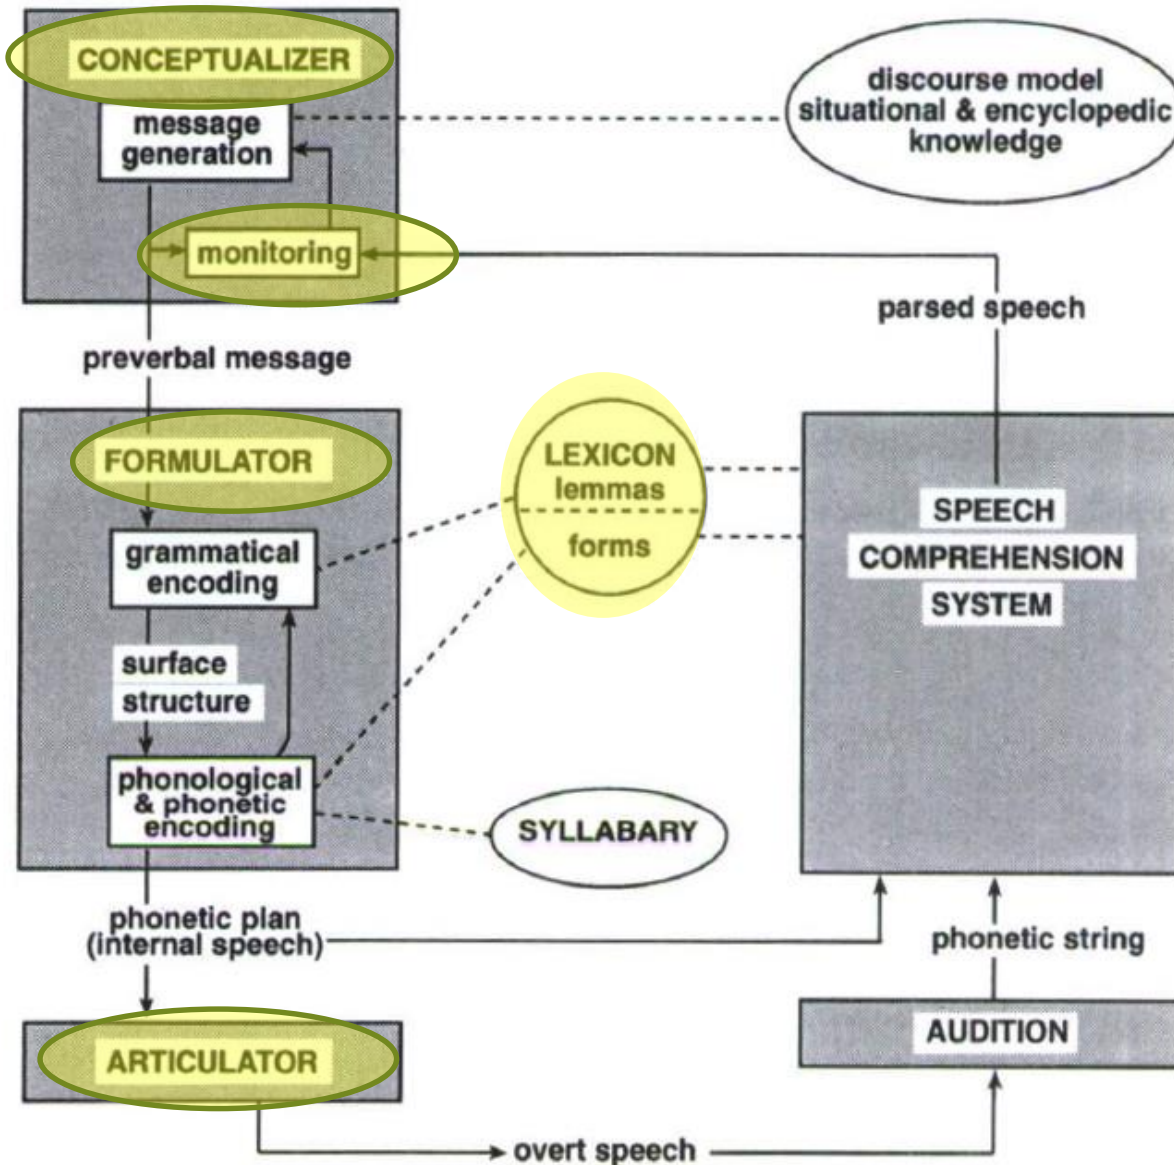 CONCEPTUALIZER
message
generation
monitoring
discourse model
situational & encyclopedic
knowledge
parsed speech
preverbal message
FORMULATOR
grammatical
encoding
surface
structure
phonological
& phonetic
encoding
LEXICON
lemmas
forms
SYLLABARY
SPEECH
COMPREHENSION
SYSTEM
phonetic plan
(internal speech)
phonetic string
ARTICULATOR
AUDITION
overt speech